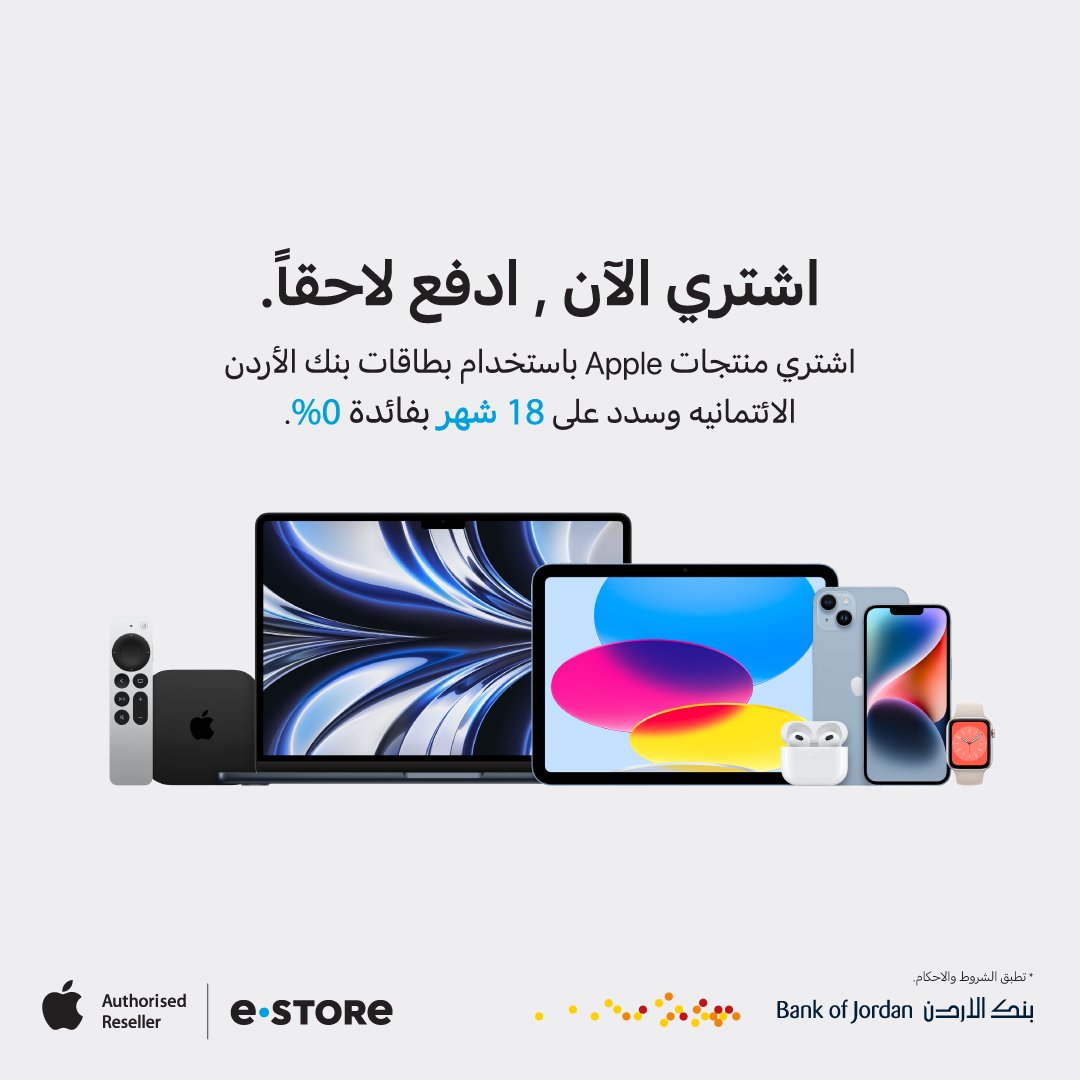 اشتري الآن , ادفع لاحقاً.
اشتري منتجات Apple باستخدام بطاقات بنك الأردن
الائتمانيه وسدد على 18 شهر بفائدة 0%.
* تطبق الشروط والاحكام.
Authorised
Reseller
e•STORE
Bank of Jordan بنك الاردن